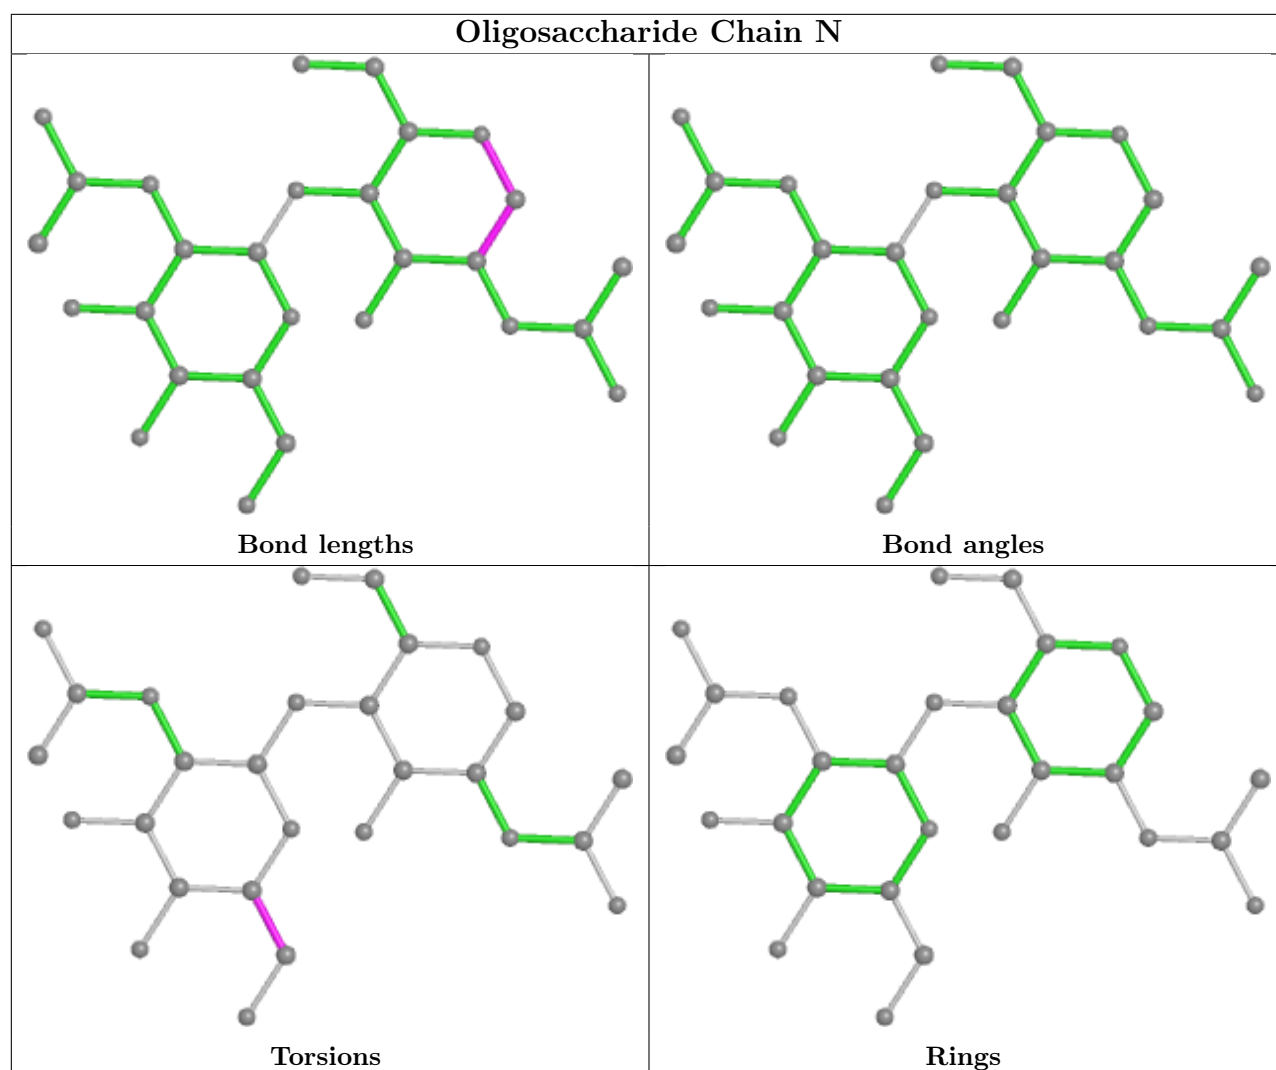 Oligosaccharide Chain N
Bond lengths
Bond angles
Torsions
Rings